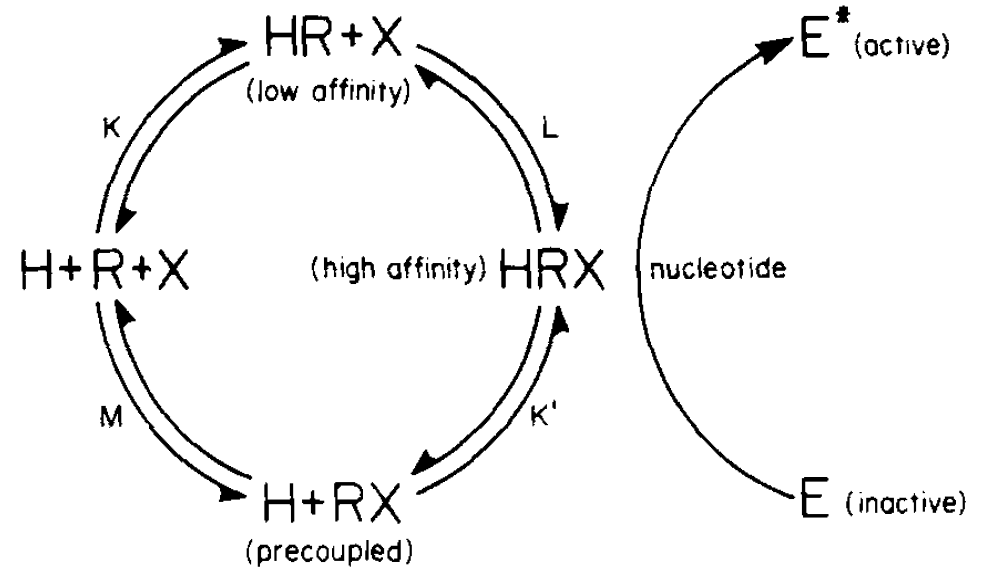 HR + X
(low affinity)
E* (active)
K
L
H+R+X
(high affinity) HRX
nucleotide
M
K'
H+RX
(precoupled)
E (inactive)